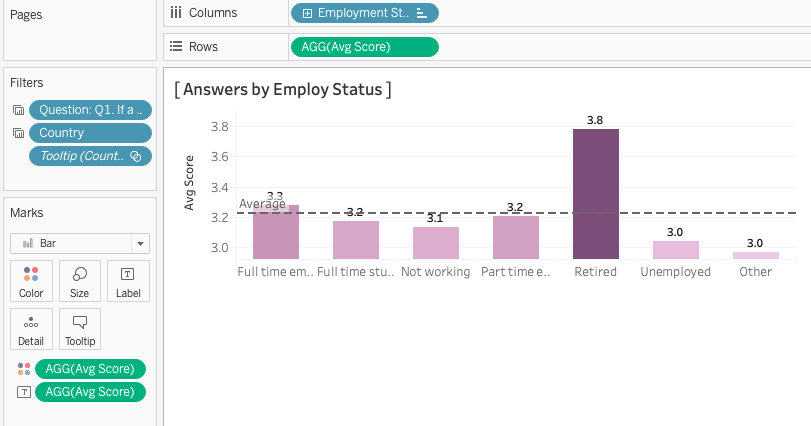 Pages
Columns
Employment St..
Rows
AGG(Avg Score)
Filters
Question: Q1. If a ..
Country
Tooltip (Count..
Marks
Bar
Color
Size
Label
Detail
Tooltip
AGG(Avg Score)
AGG(Avg Score)
[ Answers by Employ Status ]
Avg Score
3.8
3.6
3.4
3.2
3.0
Average
3.3
3.2
3.1
3.2
3.8
3.0
3.0
Full time em..
Full time stu..
Not working
Part time e..
Retired
Unemployed
Other